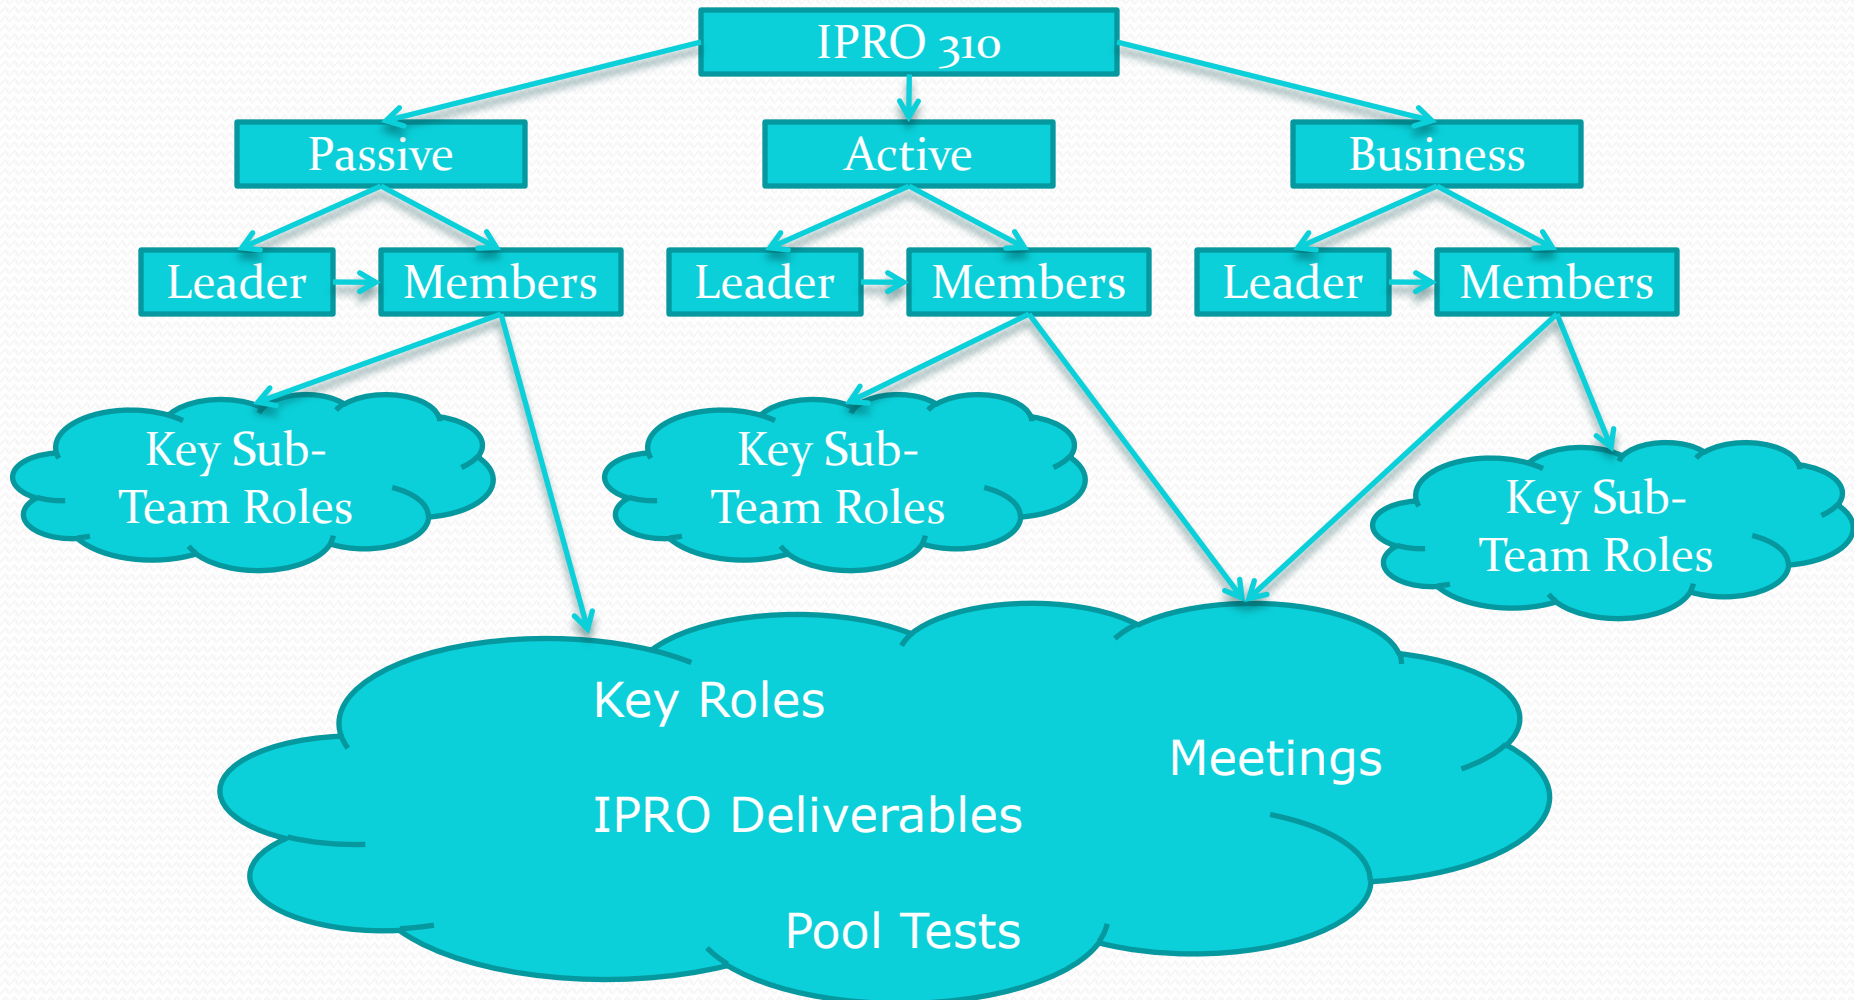 IPRO 310
Passive
Active
Business
Leader
Members
Leader
Members
Leader
Members
Key Sub-
Team Roles
Key Sub-
Team Roles
Key Sub-
Team Roles
Key Roles
Meetings
IPRO Deliverables
Pool Tests